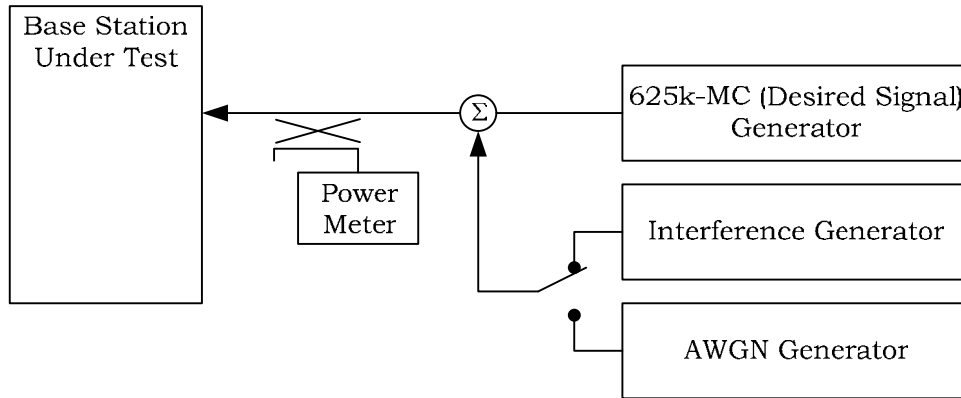 Base Station
Under Test
Σ
625k-MC (Desired Signal)
Generator
Power
Meter
Interference Generator
AWGN Generator